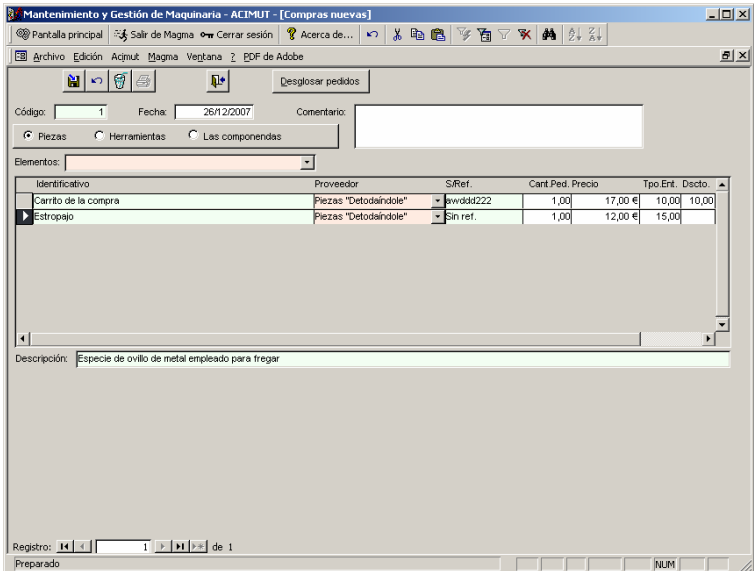 Mantenimiento y Gestión de Maquinaria - ACIMUT - [Compras nuevas]
Pantalla principal Salir de Magma Cerrar sesión Acerca de...
Archivo Edición Acimut Magma Ventana ? PDF de Adobe
Desglosar pedidos
Código: 1 Fecha: 26/12/2007 Comentario:
Piezas Herramientas Las componendas
Elementos:
Identificativo Proveedor S/Ref. Cant.Ped. Precio Tpo.Ent. Dscto.
Carrito de la compra Piezas "Detodaíndole" awddd222 1,00 17,00 € 10,00 10,00
Estropajo Piezas "Detodaíndole" Sin ref. 1,00 12,00 € 15,00
Descripción: Especie de ovillo de metal empleado para fregar
Registro: 1 de 1
Preparado NUM